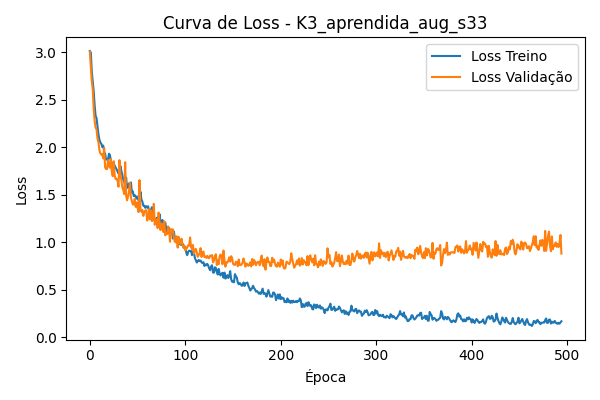 Curva de Loss - K3_aprendida_aug_s33
Loss Treino
Loss Validação
3.0
2.5
2.0
1.5
1.0
0.5
0.0
Loss
0 100 200 300 400 500
Época